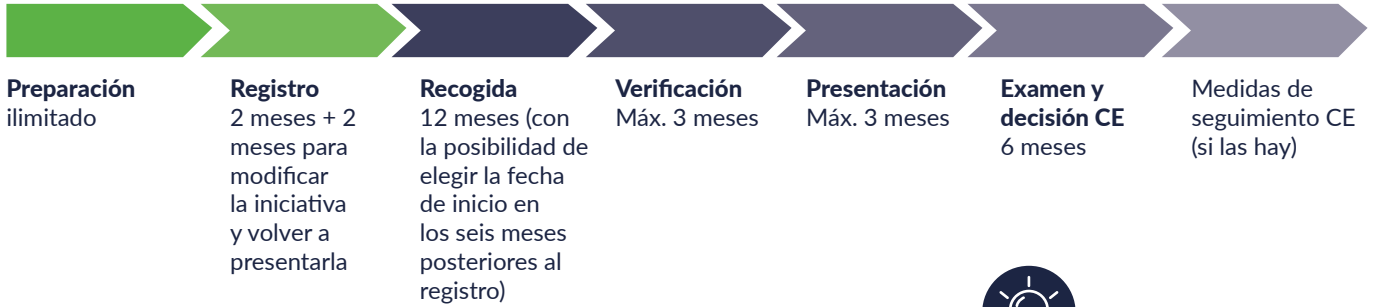 Preparación
ilimitado
Registro
2 meses + 2
meses para
modificar
la iniciativa
y volver a
presentarla
Recogida
12 meses (con
la posibilidad de
elegir la fecha
de inicio en
los seis meses
posteriores al
registro)
Verificación
Máx. 3 meses
Presentación
Máx. 3 meses
Examen y
decisión CE
6 meses
Medidas de
seguimiento CE
(si las hay)